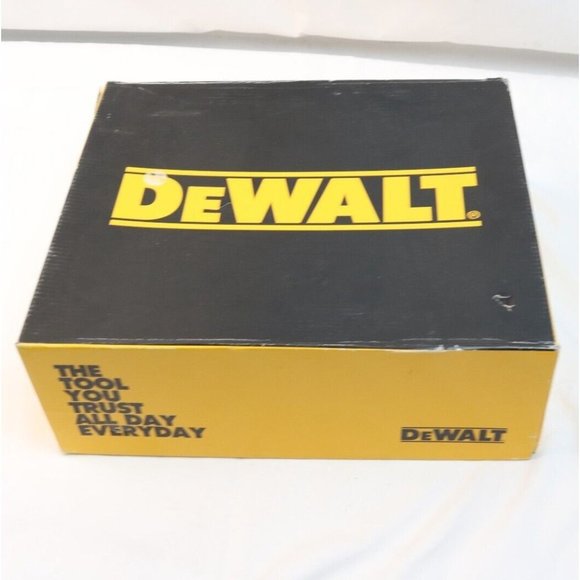 DEWALT®
THE
TOOL
YOU
TRUST
ALL DAY
EVERYDAY
DEWALT